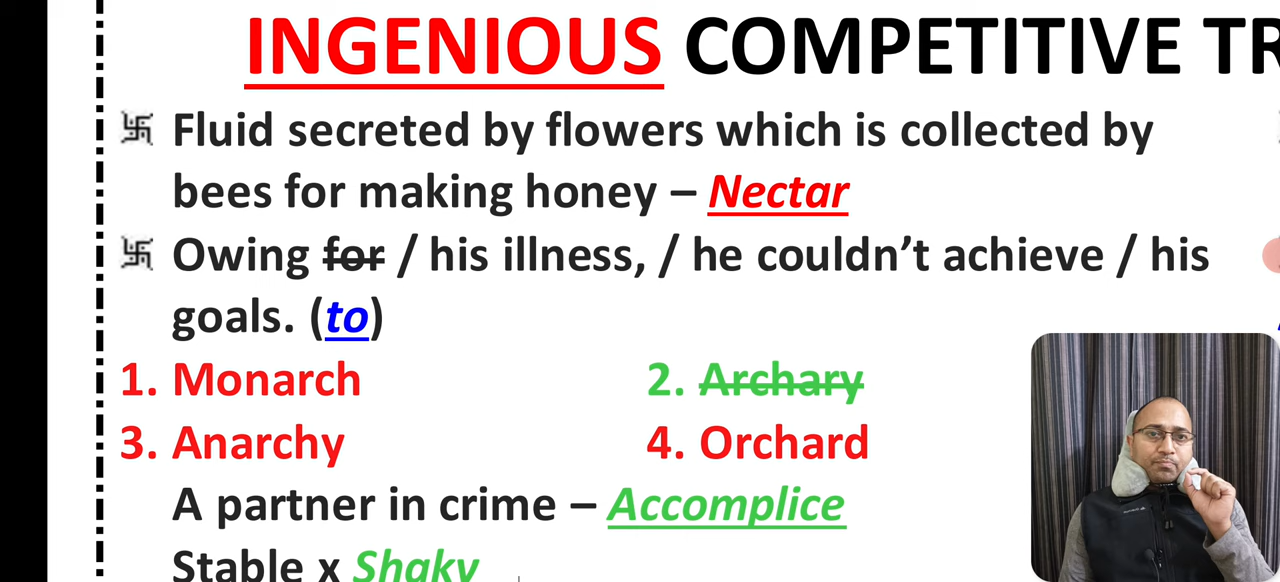 INGENIOUS COMPETITIVE TR
卐 Fluid secreted by flowers which is collected by
bees for making honey – Nectar
卐 Owing for / his illness, / he couldn’t achieve / his
goals. (to)
1. Monarch 2. Archary
3. Anarchy 4. Orchard
A partner in crime – Accomplice
Stable x Shaky